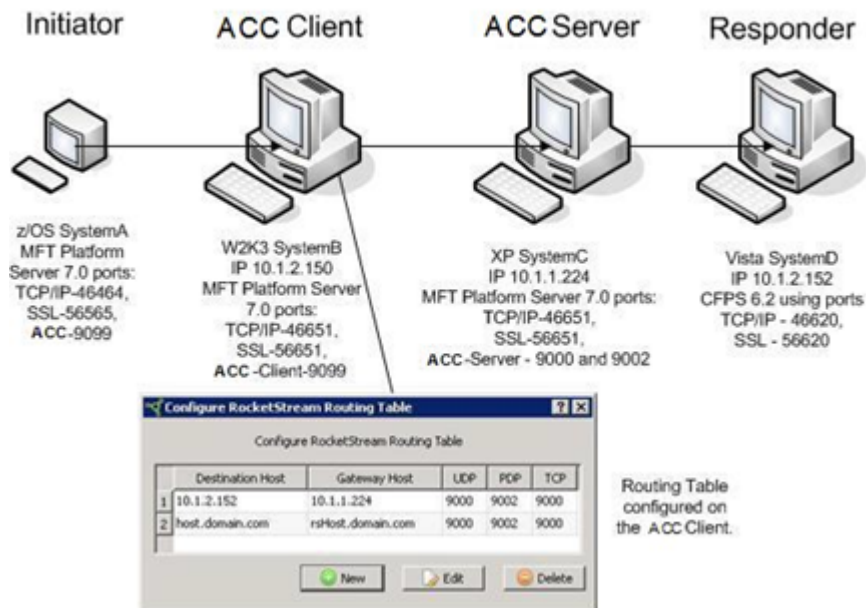 Initiator
ACC Client
ACC Server
Responder
z/OS SystemA
MFT Platform
Server 7.0 ports:
TCP/IP-46464,
SSL-56565,
ACC-9099
W2K3 SystemB
IP 10.1.2.150
MFT Platform Server
7.0 ports:
TCP/IP-46651,
SSL-56651,
ACC-Client-9099
XP SystemC
IP 10.1.1.224
MFT Platform Server 7.0 ports:
TCP/IP-46651,
SSL-56651,
ACC-Server - 9000 and 9002
Vista SystemD
IP 10.1.2.152
CFPS 6.2 using ports
TCP/IP - 46620,
SSL - 56620
Configure RocketStream Routing Table
Configure RocketStream Routing Table
Destination Host Gateway Host UDP PDP TCP
1 10.1.2.152 10.1.1.224 9000 9002 9000
2 host.domain.com rsHost.domain.com 9000 9002 9000
New Edit Delete
Routing Table
configured on
the ACC Client.